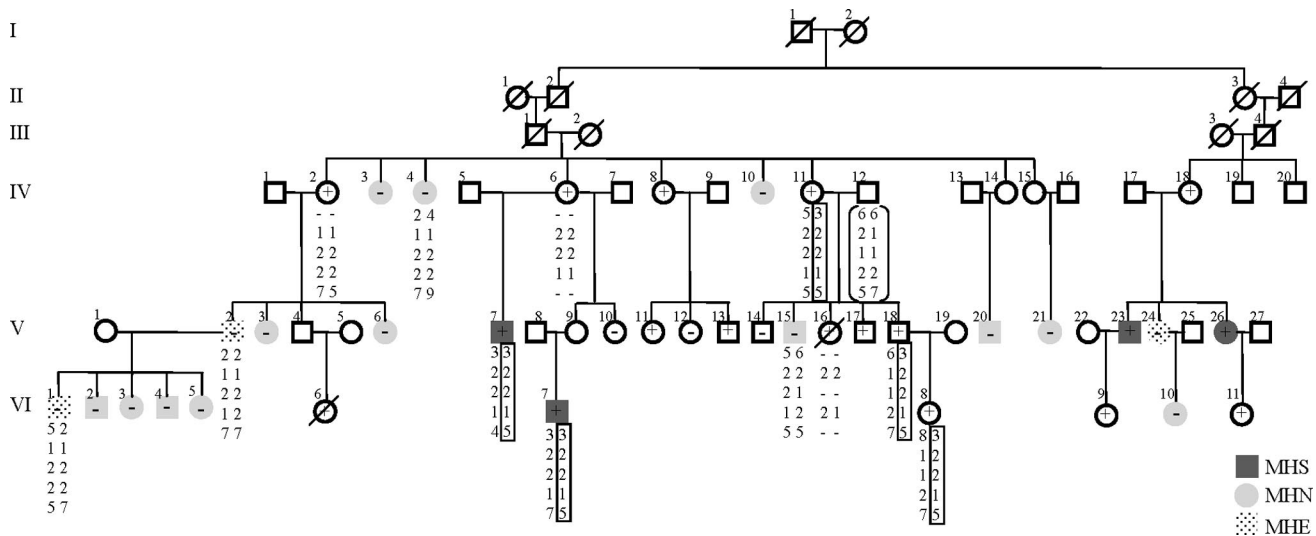 1 2
I
1 2 3 4
II
1 2 3 4
III
1 2 3 4 5 6 7 8 9 10 11 12 13 14 15 16 17 18 19 20
IV + - - + + - + +
- - 2 4 - - 5 3 6 6
1 1 1 1 2 2 2 2 2 1
2 2 2 2 2 2 2 2 1 1
2 2 2 2 1 1 1 1 2 2
7 5 7 9 - - 5 5 5 7
1 2 3 4 5 6 7 8 9 10 11 12 13 14 15 16 17 18 19 20 21 22 23 24 25 26 27
V - - - + - + - + - - + + + - - + - +
2 2 3 3 5 6 - - 6 3
1 1 2 2 2 2 2 2 1 2
2 2 2 2 2 1 1 2
1 2 1 1 1 2 2 1 2 1
7 7 4 5 5 5 - - 7 5
1 2 3 4 5 6 7 8 9 10 11
VI - - - - - + + + + - +
5 2 3 3 8 3
1 1 2 2 1 2
2 2 2 2 1 2
2 2 1 1 2 1
5 7 7 5 7 5
MHS
MHN
MHE